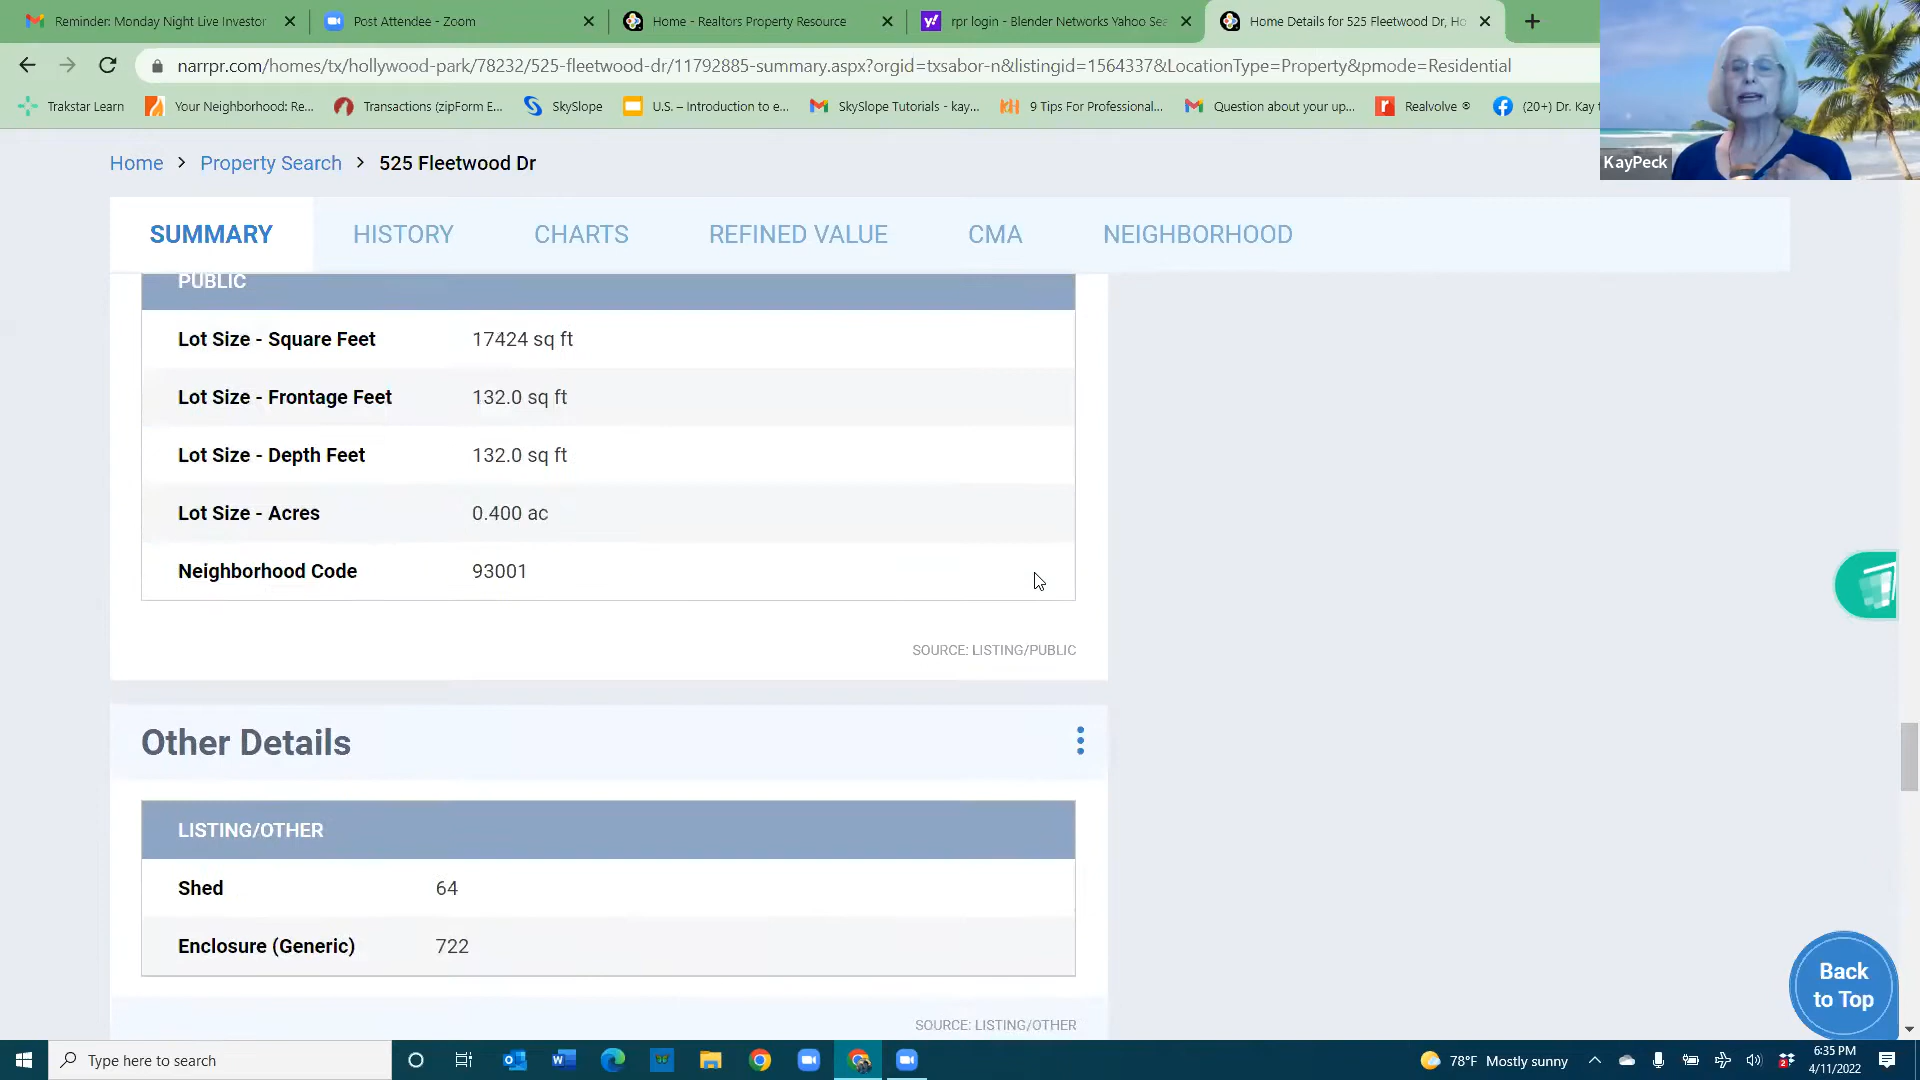 Reminder: Monday Night Live Investor
Post Attendee - Zoom
Home - Realtors Property Resource
rpr login - Blender Networks Yahoo Sea
Home Details for 525 Fleetwood Dr, Ho
narrpr.com/homes/tx/hollywood-park/78232/525-fleetwood-dr/11792885-summary.aspx?orgid=txsabor-n&listingid=1564337&LocationType=Property&pmode=Residential
Trakstar Learn
Your Neighborhood: Re...
Transactions (zipForm E...
SkySlope
U.S. – Introduction to e...
SkySlope Tutorials - kay...
9 Tips For Professional...
Question about your up...
Realvolve ®
(20+) Dr. Kay
KayPeck
Home > Property Search > 525 Fleetwood Dr
SUMMARY
HISTORY
CHARTS
REFINED VALUE
CMA
NEIGHBORHOOD
PUBLIC
Lot Size - Square Feet 17424 sq ft
Lot Size - Frontage Feet 132.0 sq ft
Lot Size - Depth Feet 132.0 sq ft
Lot Size - Acres 0.400 ac
Neighborhood Code 93001
SOURCE: LISTING/PUBLIC
Other Details
LISTING/OTHER
Shed 64
Enclosure (Generic) 722
SOURCE: LISTING/OTHER
Back
to Top
Type here to search
78°F Mostly sunny
6:35 PM
4/11/2022